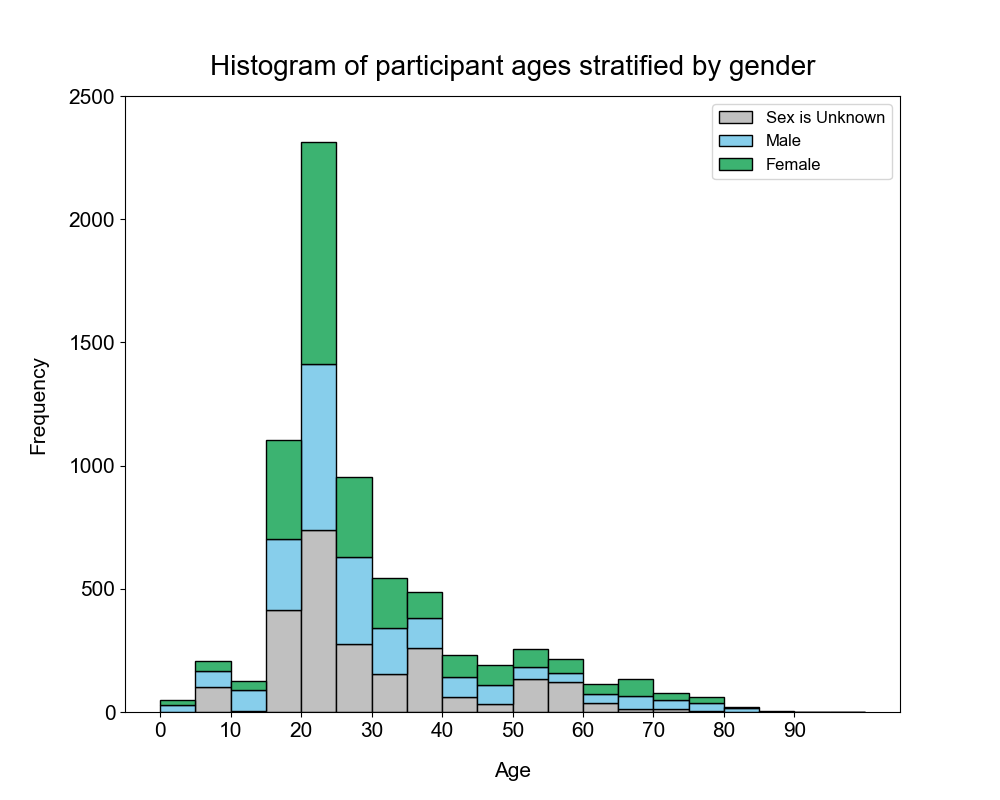 Histogram of participant ages stratified by gender
2500
2000
1500
1000
500
0
Frequency
Sex is Unknown
Male
Female
0 10 20 30 40 50 60 70 80 90
Age